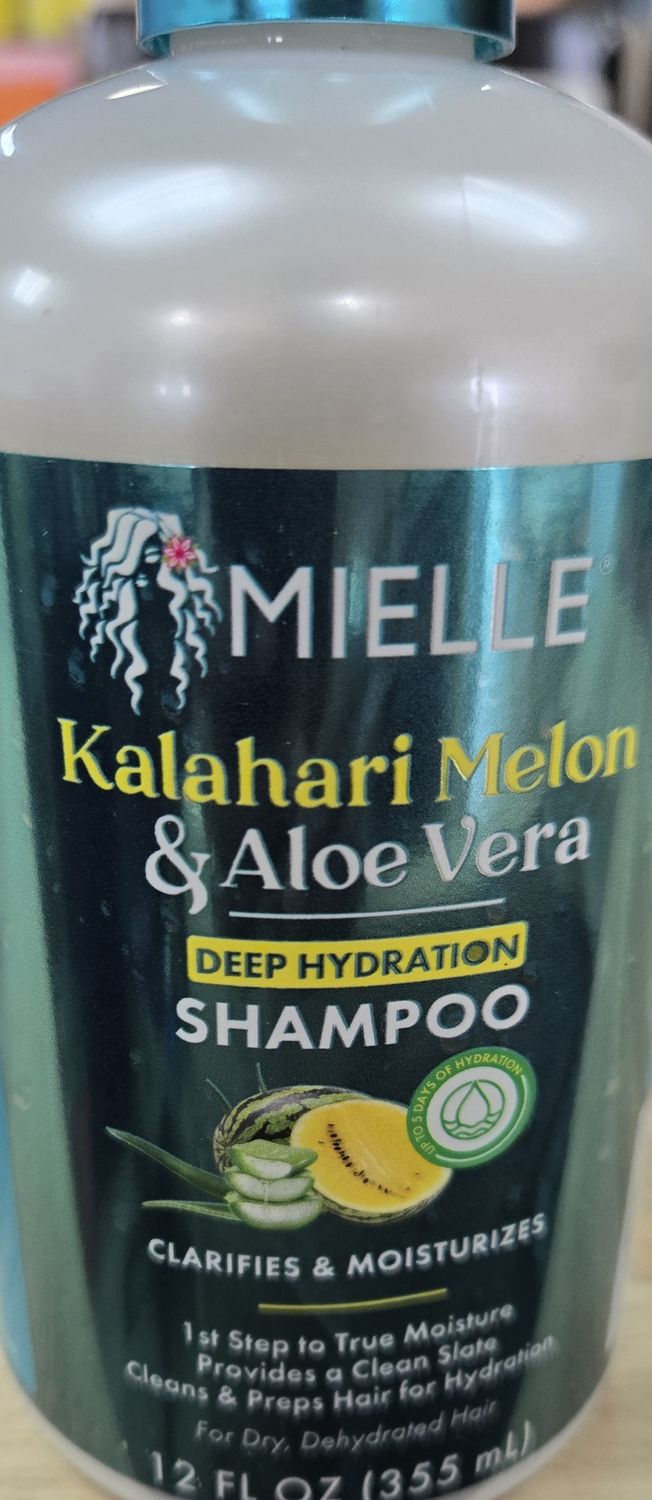 MIELLE®
Kalahari Melon
& Aloe Vera
DEEP HYDRATION
SHAMPOO
UP TO 5 DAYS OF HYDRATION
CLARIFIES & MOISTURIZES
1st Step to True Moisture
Provides a Clean Slate
Cleans & Preps Hair for Hydration
For Dry, Dehydrated Hair
12 FL OZ (355 mL)